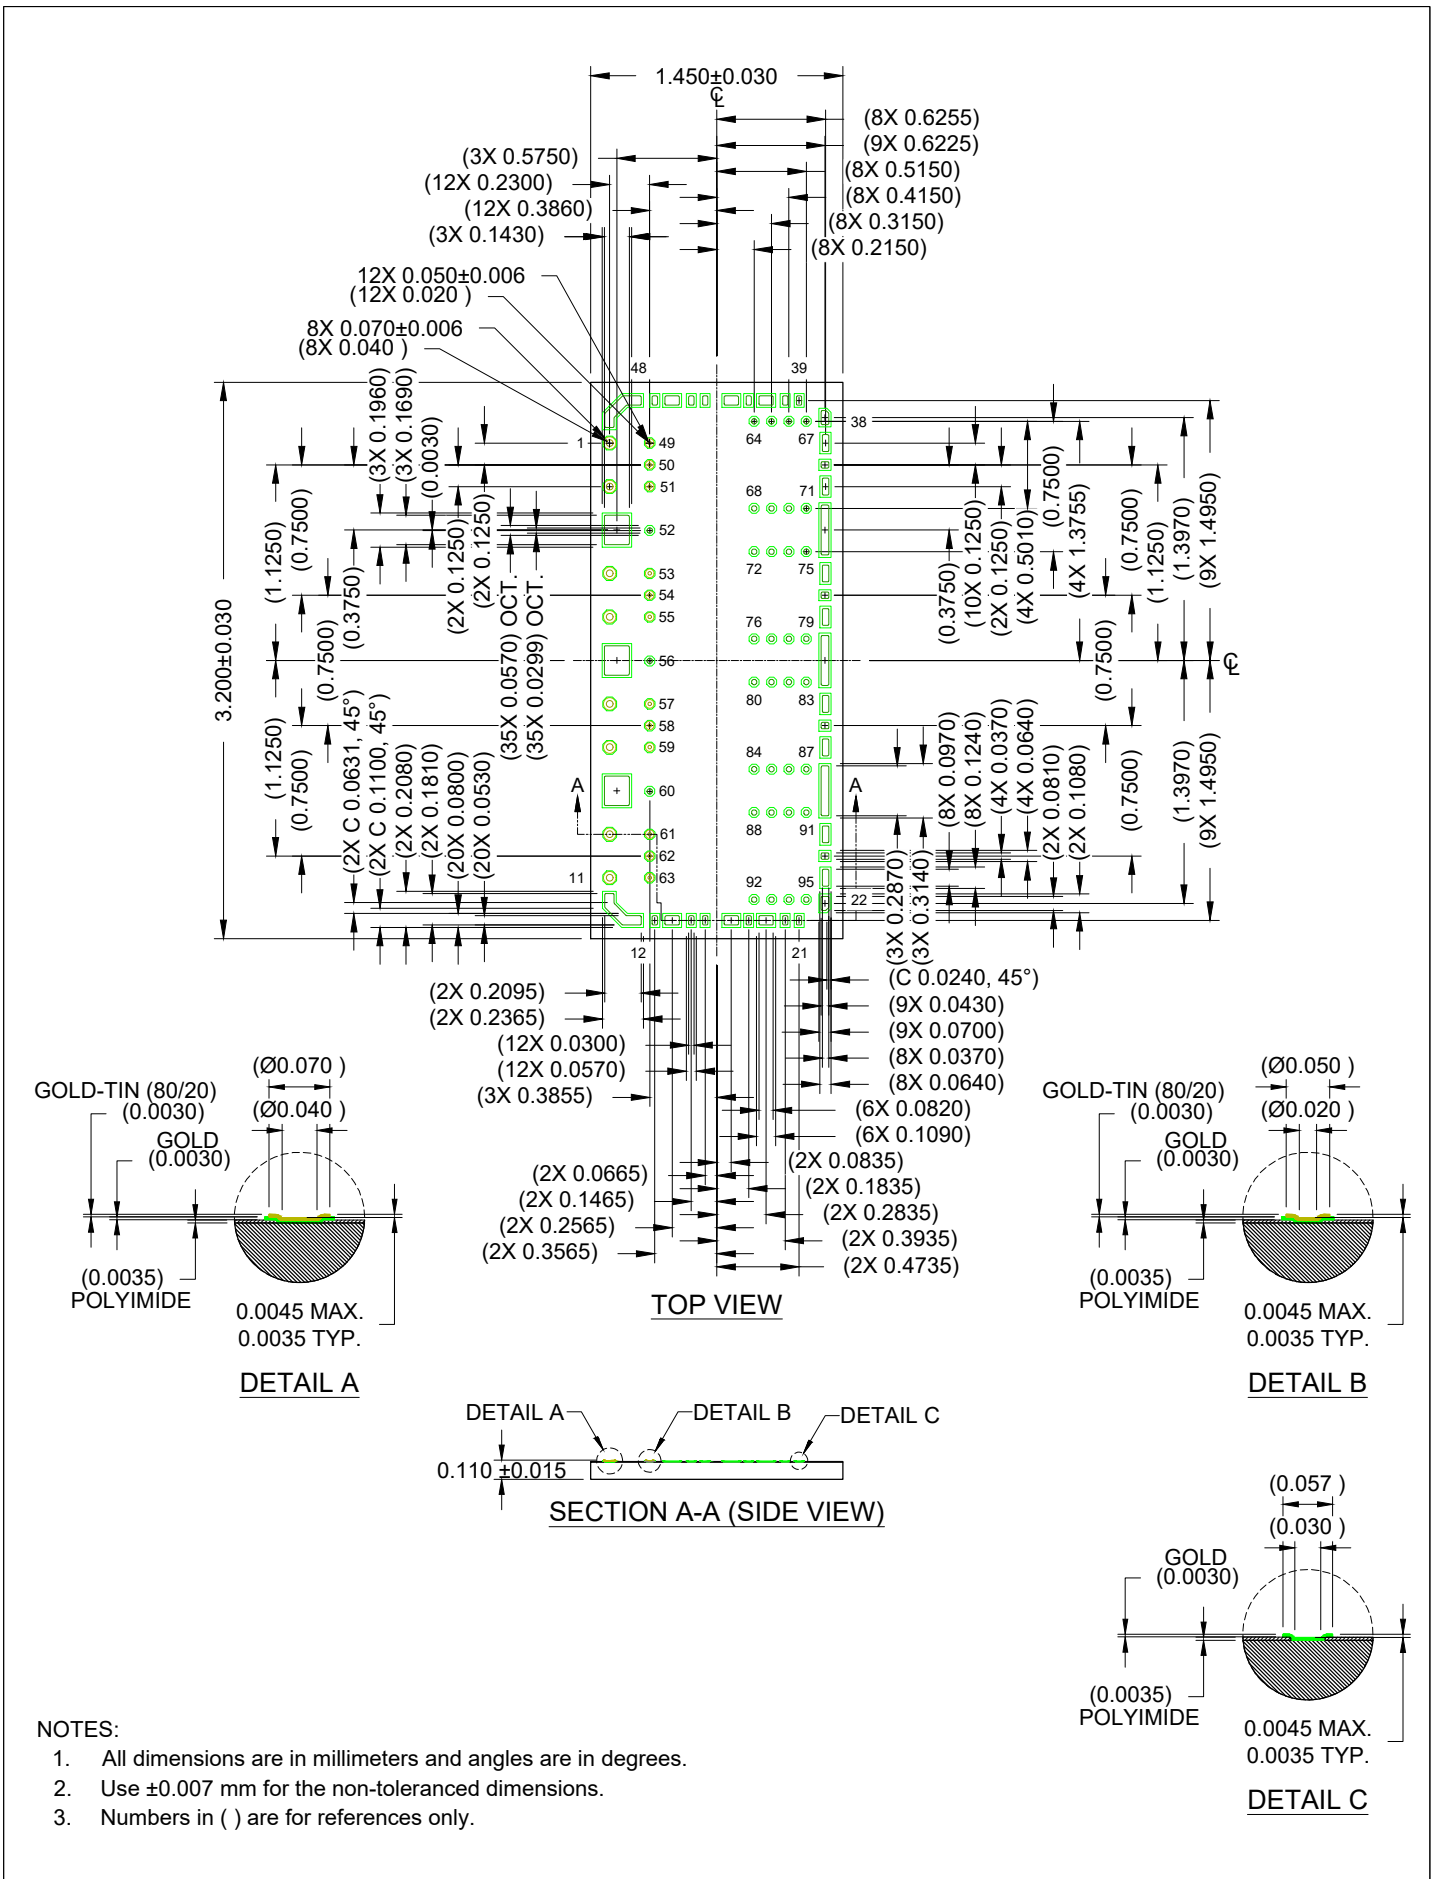 1.450±0.030
℄
(8X 0.6255)
(9X 0.6225)
(3X 0.5750)
(8X 0.5150)
(12X 0.2300)
(8X 0.4150)
(12X 0.3860)
(8X 0.3150)
(3X 0.1430)
(8X 0.2150)
12X 0.050±0.006
(12X 0.020 )
8X 0.070±0.006
(8X 0.040 )
48
39
38
1
49
64
67
50
51
68
71
52
53
72
75
54
55
76
79
56
57
80
83
58
59
84
87
60
A
A
61
88
91
62
11
63
92
95
22
12
21
3.200±0.030
(1.1250)
(0.7500)
(0.3750)
(3X 0.1960)
(3X 0.1690)
(0.0030)
(2X 0.1250)
(2X 0.1250)
(35X 0.0570) OCT.
(35X 0.0299) OCT.
(0.7500)
(1.1250)
(0.7500)
(2X C 0.0631, 45°)
(2X C 0.1100, 45°)
(2X 0.2080)
(2X 0.1810)
(20X 0.0800)
(20X 0.0530)
(0.3750)
(10X 0.1250)
(2X 0.1250)
(4X 0.5010)
(0.7500)
(4X 1.3755)
(0.7500)
(0.7500)
(1.1250)
(1.3970)
(9X 1.4950)
℄
(3X 0.2870)
(3X 0.3140)
(8X 0.0970)
(8X 0.1240)
(4X 0.0370)
(4X 0.0640)
(2X 0.0810)
(2X 0.1080)
(0.7500)
(1.3970)
(9X 1.4950)
(C 0.0240, 45°)
(2X 0.2095)
(9X 0.0430)
(2X 0.2365)
(9X 0.0700)
(12X 0.0300)
(8X 0.0370)
(12X 0.0570)
(8X 0.0640)
(3X 0.3855)
(6X 0.0820)
(6X 0.1090)
(2X 0.0835)
(2X 0.0665)
(2X 0.1835)
(2X 0.1465)
(2X 0.2835)
(2X 0.2565)
(2X 0.3935)
(2X 0.3565)
(2X 0.4735)
TOP VIEW
(Ø0.070 )
GOLD-TIN (80/20)
(0.0030)
(Ø0.040 )
GOLD
(0.0030)
(0.0035)
POLYIMIDE
0.0045 MAX.
0.0035 TYP.
DETAIL A
(Ø0.050 )
GOLD-TIN (80/20)
(0.0030)
(Ø0.020 )
GOLD
(0.0030)
(0.0035)
POLYIMIDE
0.0045 MAX.
0.0035 TYP.
DETAIL B
DETAIL A
DETAIL B
DETAIL C
0.110 ±0.015
SECTION A-A (SIDE VIEW)
(0.057 )
(0.030 )
GOLD
(0.0030)
(0.0035)
POLYIMIDE
0.0045 MAX.
0.0035 TYP.
DETAIL C
NOTES:
1. All dimensions are in millimeters and angles are in degrees.
2. Use ±0.007 mm for the non-toleranced dimensions.
3. Numbers in ( ) are for references only.